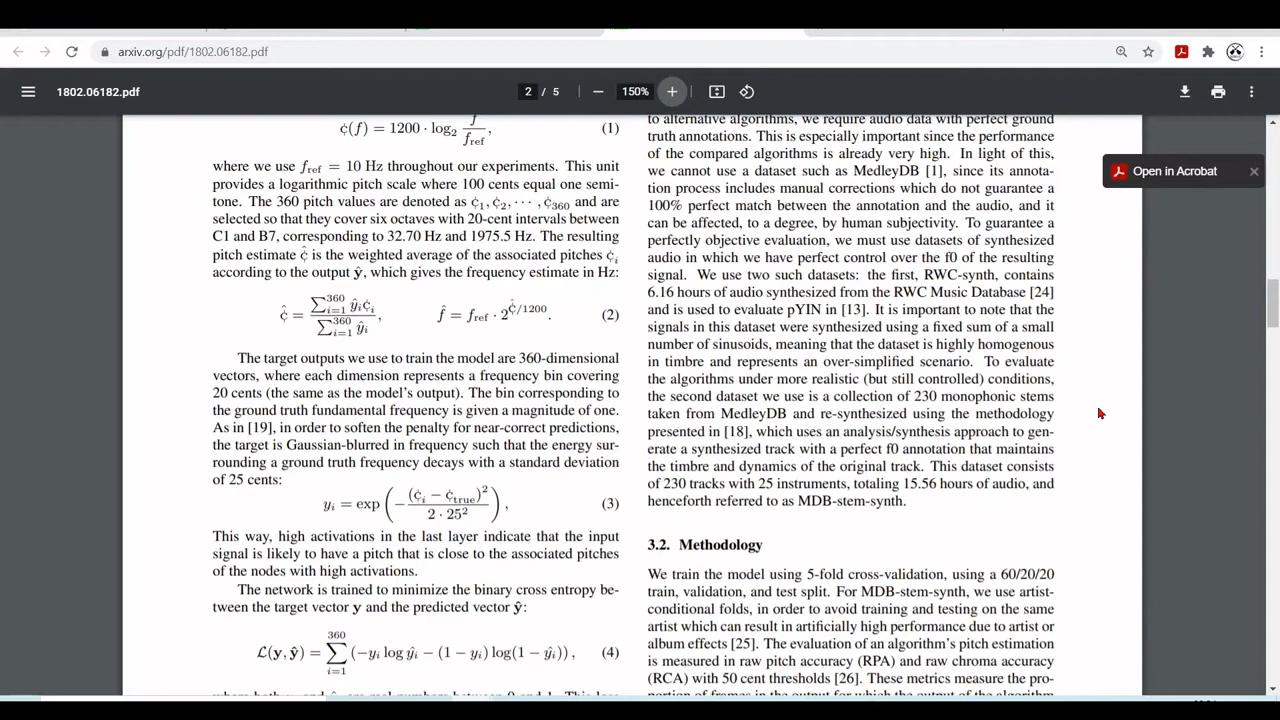 arxiv.org/pdf/1802.06182.pdf
1802.06182.pdf
2 / 5
150%
Open in Acrobat
¢(f) = 1200 · log₂ f / f_ref, (1)
where we use f_ref = 10 Hz throughout our experiments. This unit
provides a logarithmic pitch scale where 100 cents equal one semi-
tone. The 360 pitch values are denoted as ¢₁, ¢₂, ··· , ¢₃₆₀ and are
selected so that they cover six octaves with 20-cent intervals between
C1 and B7, corresponding to 32.70 Hz and 1975.5 Hz. The resulting
pitch estimate ¢̂ is the weighted average of the associated pitches ¢ᵢ
according to the output ŷ, which gives the frequency estimate in Hz:
¢̂ = ∑³⁶⁰ᵢ₌₁ ŷᵢ¢ᵢ / ∑³⁶⁰ᵢ₌₁ ŷᵢ, f̂ = f_ref · 2^(¢̂/1200). (2)
The target outputs we use to train the model are 360-dimensional
vectors, where each dimension represents a frequency bin covering
20 cents (the same as the model's output). The bin corresponding to
the ground truth fundamental frequency is given a magnitude of one.
As in [19], in order to soften the penalty for near-correct predictions,
the target is Gaussian-blurred in frequency such that the energy sur-
rounding a ground truth frequency decays with a standard deviation
of 25 cents:
yᵢ = exp(−(¢ᵢ − ¢_true)² / 2 · 25²), (3)
This way, high activations in the last layer indicate that the input
signal is likely to have a pitch that is close to the associated pitches
of the nodes with high activations.
The network is trained to minimize the binary cross entropy be-
tween the target vector y and the predicted vector ŷ:
L(y, ŷ) = ∑³⁶⁰ᵢ₌₁ (−yᵢ log ŷᵢ − (1 − yᵢ) log(1 − ŷᵢ)), (4)
to alternative algorithms, we require audio data with perfect ground
truth annotations. This is especially important since the performance
of the compared algorithms is already very high. In light of this,
we cannot use a dataset such as MedleyDB [1], since its annota-
tion process includes manual corrections which do not guarantee a
100% perfect match between the annotation and the audio, and it
can be affected, to a degree, by human subjectivity. To guarantee a
perfectly objective evaluation, we must use datasets of synthesized
audio in which we have perfect control over the f0 of the resulting
signal. We use two such datasets: the first, RWC-synth, contains
6.16 hours of audio synthesized from the RWC Music Database [24]
and is used to evaluate pYIN in [13]. It is important to note that the
signals in this dataset were synthesized using a fixed sum of a small
number of sinusoids, meaning that the dataset is highly homogenous
in timbre and represents an over-simplified scenario. To evaluate
the algorithms under more realistic (but still controlled) conditions,
the second dataset we use is a collection of 230 monophonic stems
taken from MedleyDB and re-synthesized using the methodology
presented in [18], which uses an analysis/synthesis approach to gen-
erate a synthesized track with a perfect f0 annotation that maintains
the timbre and dynamics of the original track. This dataset consists
of 230 tracks with 25 instruments, totaling 15.56 hours of audio, and
henceforth referred to as MDB-stem-synth.
3.2. Methodology
We train the model using 5-fold cross-validation, using a 60/20/20
train, validation, and test split. For MDB-stem-synth, we use artist-
conditional folds, in order to avoid training and testing on the same
artist which can result in artificially high performance due to artist or
album effects [25]. The evaluation of an algorithm's pitch estimation
is measured in raw pitch accuracy (RPA) and raw chroma accuracy
(RCA) with 50 cent thresholds [26]. These metrics measure the pro-
portion of frames in the output for which the output of the algorithm